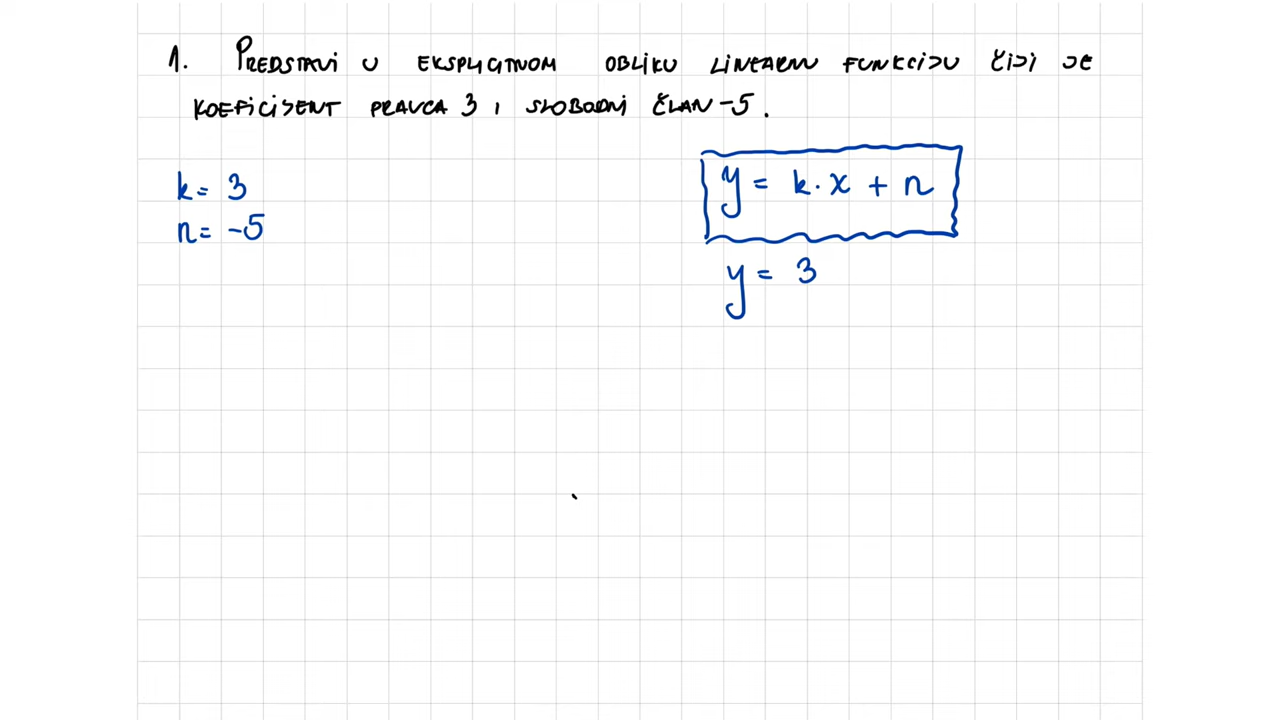 1. PREDSTAVI U EKSPLICITNOM OBLIKU LINEARNU FUNKCIJU ČIJI JE
KOEFICIJENT PRAVCA 3 I SLOBODNI ČLAN -5.
k = 3
n = -5
y = k · x + n
y = 3